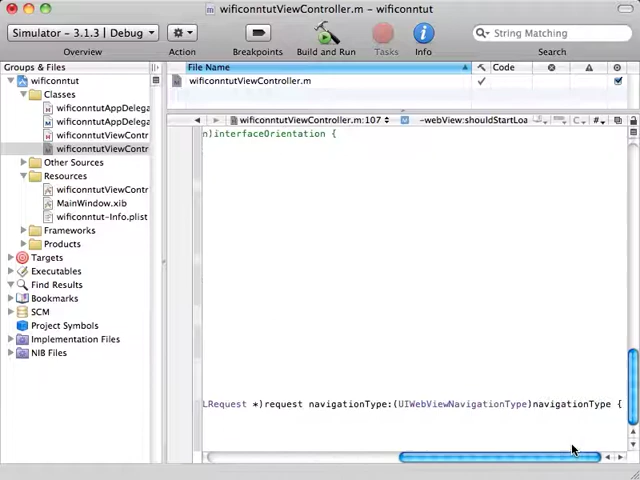 wificonntutViewController.m – wificonntut
Simulator - 3.1.3 | Debug
String Matching
Overview
Action
Breakpoints
Build and Run
Tasks
Info
Search
Groups & Files
File Name
Code
wificonntut
wificonntutViewController.m
Classes
wificonntutAppDelega
wificonntutAppDelega
wificonntutViewController.m:107
-webView:shouldStartLoa
wificonntutViewContr
n)interfaceOrientation {
wificonntutViewContr
Other Sources
Resources
wificonntutViewContr
MainWindow.xib
wificonntut-Info.plist
Frameworks
Products
Targets
Executables
Find Results
Bookmarks
SCM
Project Symbols
Implementation Files
NIB Files
LRequest *)request navigationType:(UIWebViewNavigationType)navigationType {